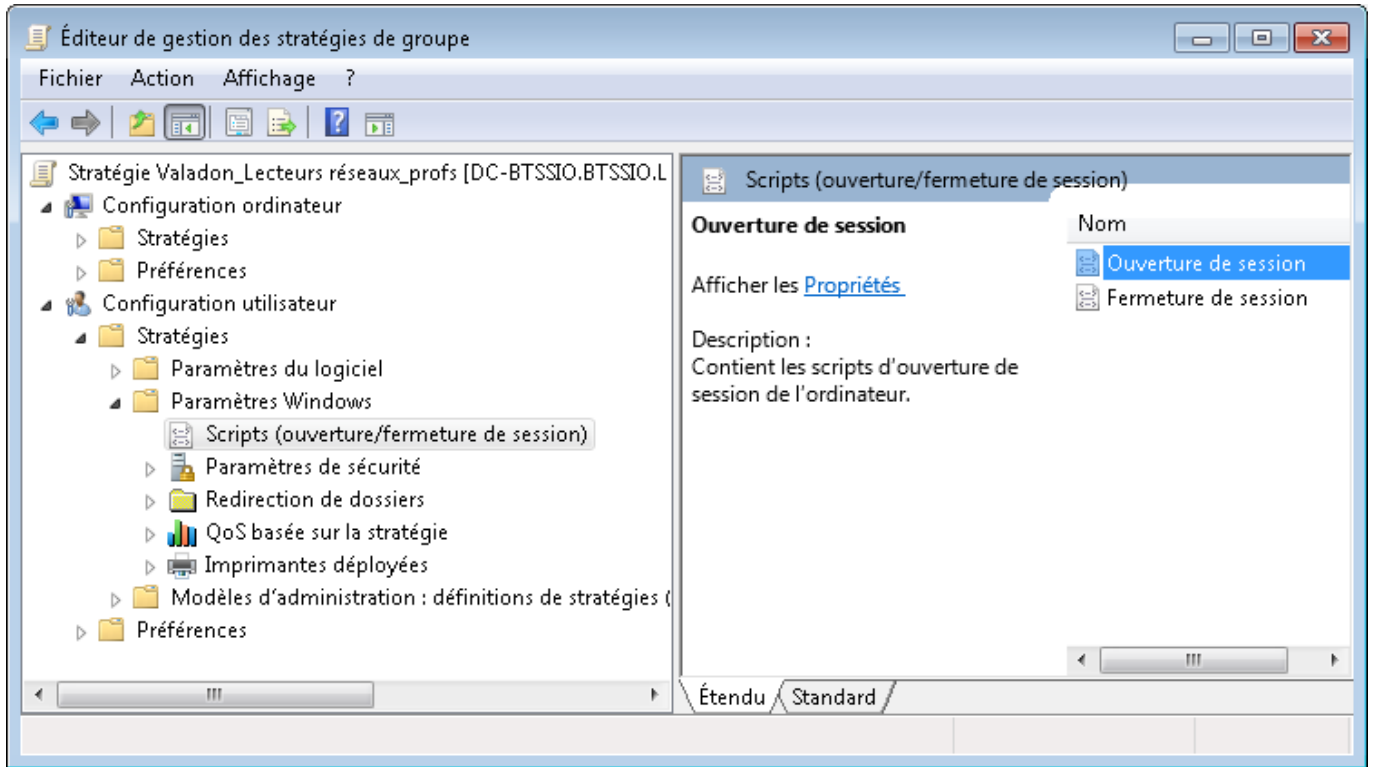 Éditeur de gestion des stratégies de groupe
Fichier Action Affichage ?
Stratégie Valadon_Lecteurs réseaux_profs [DC-BTSSIO.BTSSIO.L
Configuration ordinateur
Stratégies
Préférences
Configuration utilisateur
Stratégies
Paramètres du logiciel
Paramètres Windows
Scripts (ouverture/fermeture de session)
Paramètres de sécurité
Redirection de dossiers
QoS basée sur la stratégie
Imprimantes déployées
Modèles d'administration : définitions de stratégies (
Préférences
Scripts (ouverture/fermeture de session)
Ouverture de session
Afficher les Propriétés
Description :
Contient les scripts d'ouverture de
session de l'ordinateur.
Nom
Ouverture de session
Fermeture de session
Étendu Standard